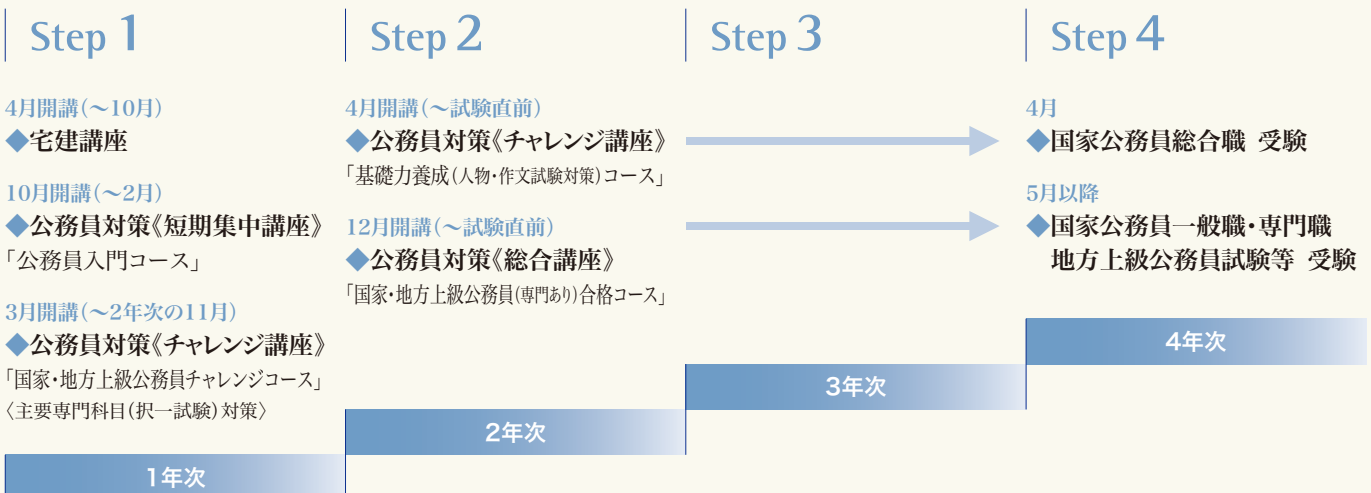 Step 1
4月開講（～10月）
◆宅建講座
10月開講（～2月）
◆公務員対策《短期集中講座》
「公務員入門コース」
3月開講（～2年次の11月）
◆公務員対策《チャレンジ講座》
「国家・地方上級公務員チャレンジコース」
〈主要専門科目（択一試験）対策〉
1年次
Step 2
4月開講（～試験直前）
◆公務員対策《チャレンジ講座》
「基礎力養成（人物・作文試験対策）コース」
12月開講（～試験直前）
◆公務員対策《総合講座》
「国家・地方上級公務員（専門あり）合格コース」
2年次
Step 3
3年次
Step 4
4月
◆国家公務員総合職 受験
5月以降
◆国家公務員一般職・専門職
地方上級公務員試験等 受験
4年次